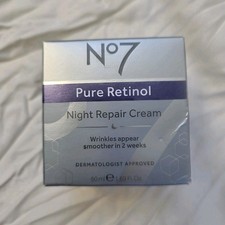 No7
Pure Retinol
Night Repair Cream
Wrinkles appear
smoother in 2 weeks
DERMATOLOGIST APPROVED